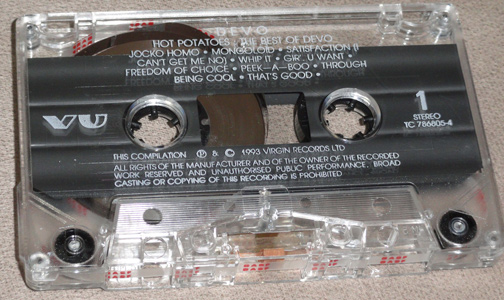 DEVO
HOT POTATOES: THE BEST OF DEVO
JOCKO HOMO • MONGOLOID • SATISFACTION (I
CAN'T GET ME NO) • WHIP IT • GIRL U WANT •
FREEDOM OF CHOICE • PEEK-A-BOO • THROUGH
BEING COOL • THAT'S GOOD •
VU
1
STEREO
TC 786805-4
THIS COMPILATION Ⓟ & © 1993 VIRGIN RECORDS LTD
ALL RIGHTS OF THE MANUFACTURER AND OF THE OWNER OF THE RECORDED
WORK RESERVED AND UNAUTHORISED PUBLIC PERFORMANCE, BROAD
CASTING OR COPYING OF THIS RECORDING IS PROHIBITED